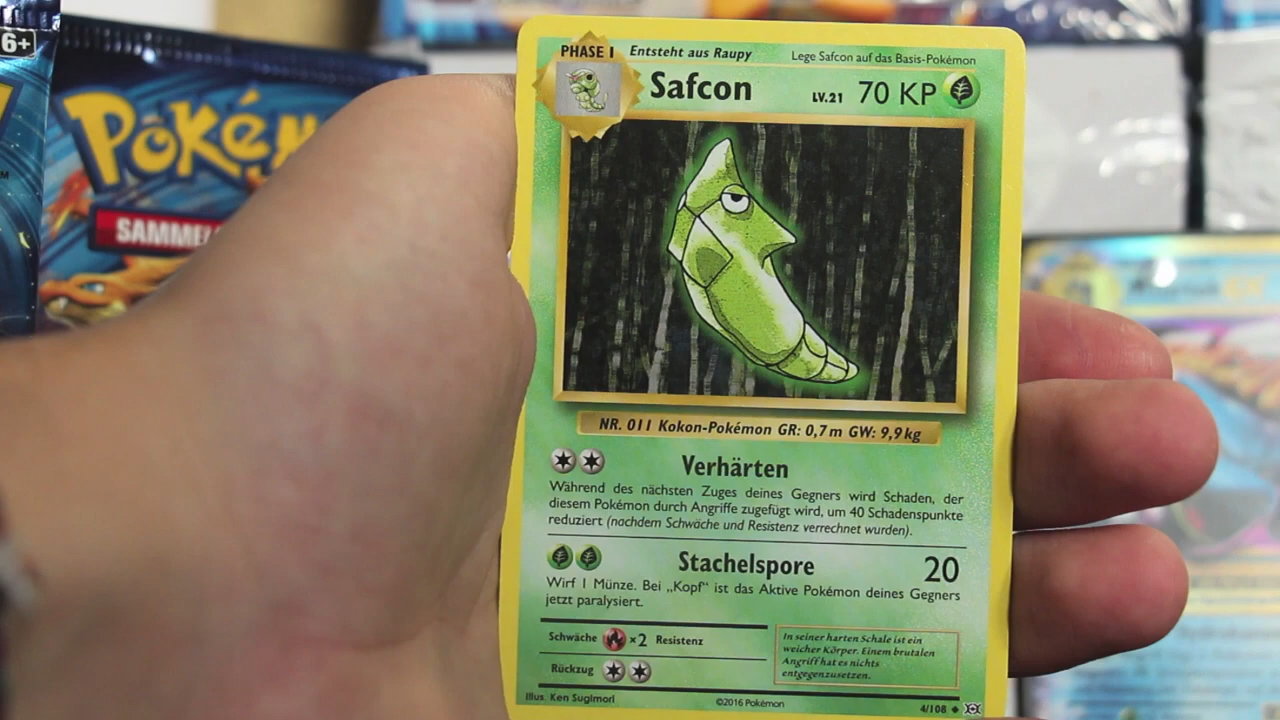 6+
Pokém
SAMMEL
PHASE 1 Entsteht aus Raupy Lege Safcon auf das Basis-Pokémon
Safcon LV.21 70 KP
NR. 011 Kokon-Pokémon GR: 0,7m GW: 9,9kg
Verhärten
Während des nächsten Zuges deines Gegners wird Schaden, der
diesem Pokémon durch Angriffe zugefügt wird, um 40 Schadenspunkte
reduziert (nachdem Schwäche und Resistenz verrechnet wurden).
Stachelspore 20
Wirf 1 Münze. Bei „Kopf“ ist das Aktive Pokémon deines Gegners
jetzt paralysiert.
Schwäche ×2 Resistenz
Rückzug
In seiner harten Schale ist ein
weicher Körper. Einem brutalen
Angriff hat es nichts
entgegenzusetzen.
Illus. Ken Sugimori ©2016 Pokémon 4/108